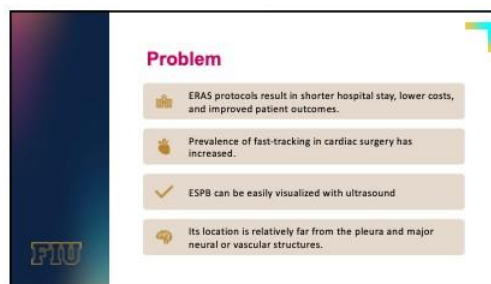 Problem
ERAS protocols result in shorter hospital stay, lower costs,
and improved patient outcomes.
Prevalence of fast-tracking in cardiac surgery has
increased.
ESPB can be easily visualized with ultrasound
Its location is relatively far from the pleura and major
neural or vascular structures.
FIU